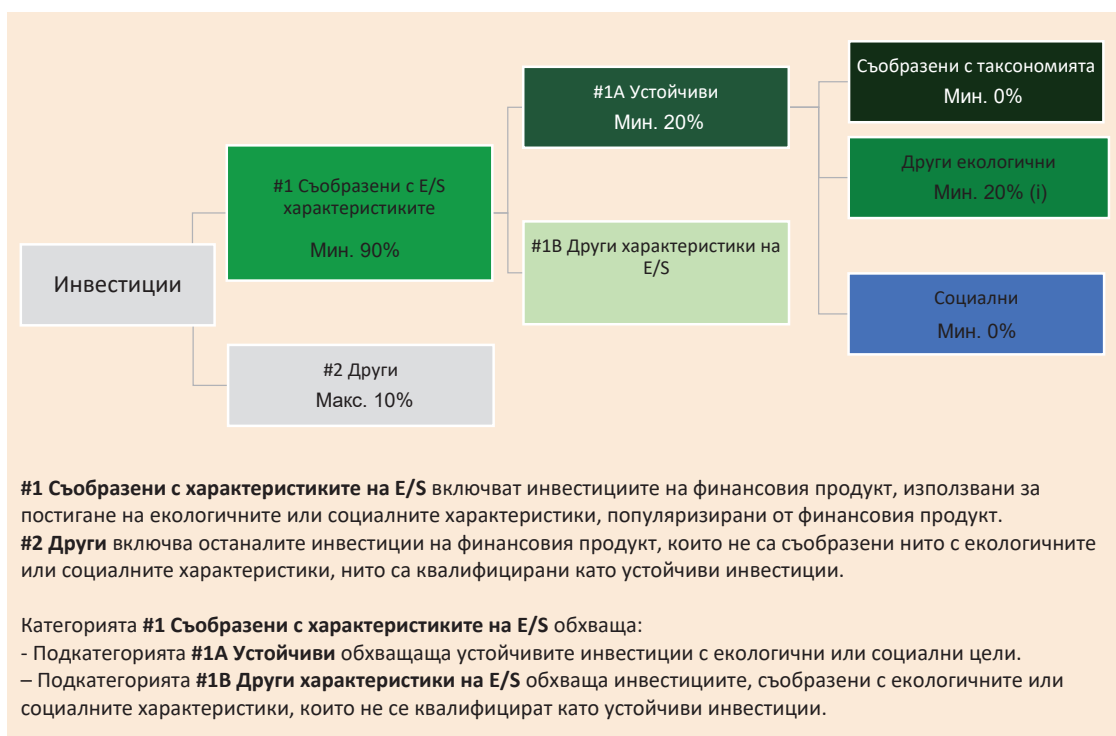 Инвестиции
#1 Съобразени с E/S
характеристиките
Мин. 90%
#2 Други
Макс. 10%
#1A Устойчиви
Мин. 20%
#1B Други характеристики на
E/S
Съобразени с таксономията
Мин. 0%
Други екологични
Мин. 20% (i)
Социални
Мин. 0%
#1 Съобразени с характеристиките на E/S включват инвестициите на финансовия продукт, използвани за
постигане на екологичните или социалните характеристики, популяризирани от финансовия продукт.
#2 Други включва останалите инвестиции на финансовия продукт, които не са съобразени нито с екологичните
или социалните характеристики, нито са квалифицирани като устойчиви инвестиции.
Категорията #1 Съобразени с характеристиките на E/S обхваща:
- Подкатегорията #1A Устойчиви обхващаща устойчивите инвестиции с екологични или социални цели.
– Подкатегорията #1B Други характеристики на E/S обхваща инвестициите, съобразени с екологичните или
социалните характеристики, които не се квалифицират като устойчиви инвестиции.